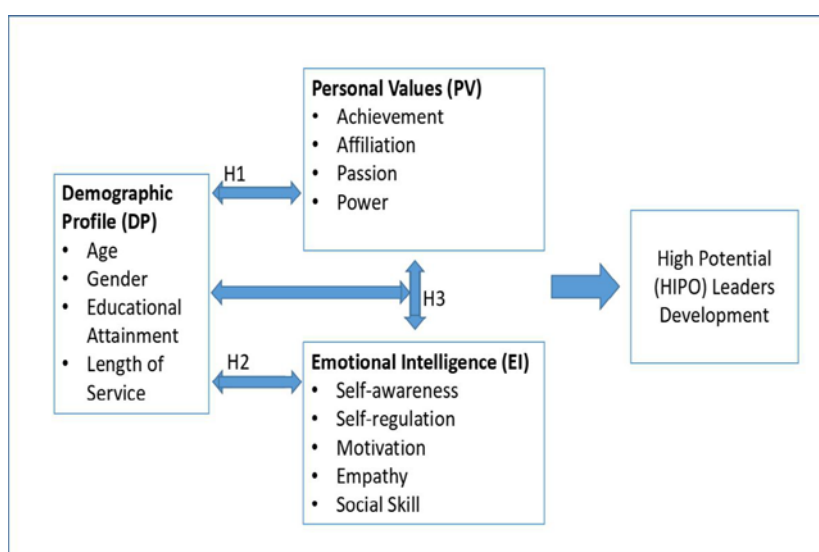 Personal Values (PV)
• Achievement
• Affiliation
• Passion
• Power
H1
Demographic
Profile (DP)
• Age
• Gender
• Educational
Attainment
• Length of
Service
H2
H3
Emotional Intelligence (EI)
• Self-awareness
• Self-regulation
• Motivation
• Empathy
• Social Skill
High Potential
(HIPO) Leaders
Development